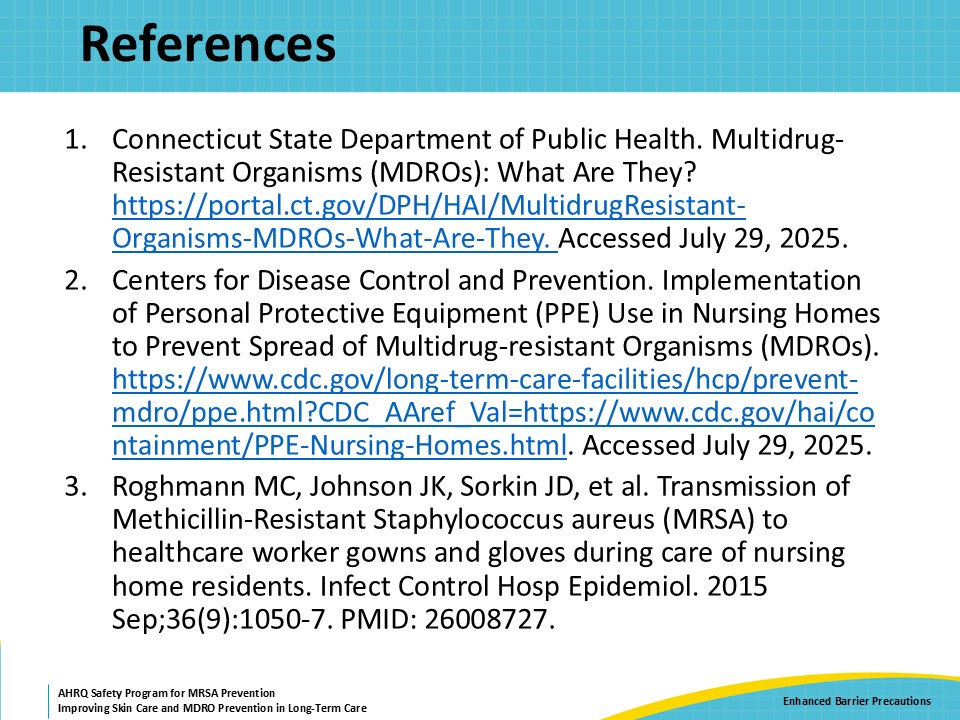 References
1. Connecticut State Department of Public Health. Multidrug-
Resistant Organisms (MDROs): What Are They?
https://portal.ct.gov/DPH/HAI/MultidrugResistant-
Organisms-MDROs-What-Are-They. Accessed July 29, 2025.
2. Centers for Disease Control and Prevention. Implementation
of Personal Protective Equipment (PPE) Use in Nursing Homes
to Prevent Spread of Multidrug-resistant Organisms (MDROs).
https://www.cdc.gov/long-term-care-facilities/hcp/prevent-
mdro/ppe.html?CDC_AAref_Val=https://www.cdc.gov/hai/co
ntainment/PPE-Nursing-Homes.html. Accessed July 29, 2025.
3. Roghmann MC, Johnson JK, Sorkin JD, et al. Transmission of
Methicillin-Resistant Staphylococcus aureus (MRSA) to
healthcare worker gowns and gloves during care of nursing
home residents. Infect Control Hosp Epidemiol. 2015
Sep;36(9):1050-7. PMID: 26008727.
AHRQ Safety Program for MRSA Prevention
Improving Skin Care and MDRO Prevention in Long-Term Care
Enhanced Barrier Precautions